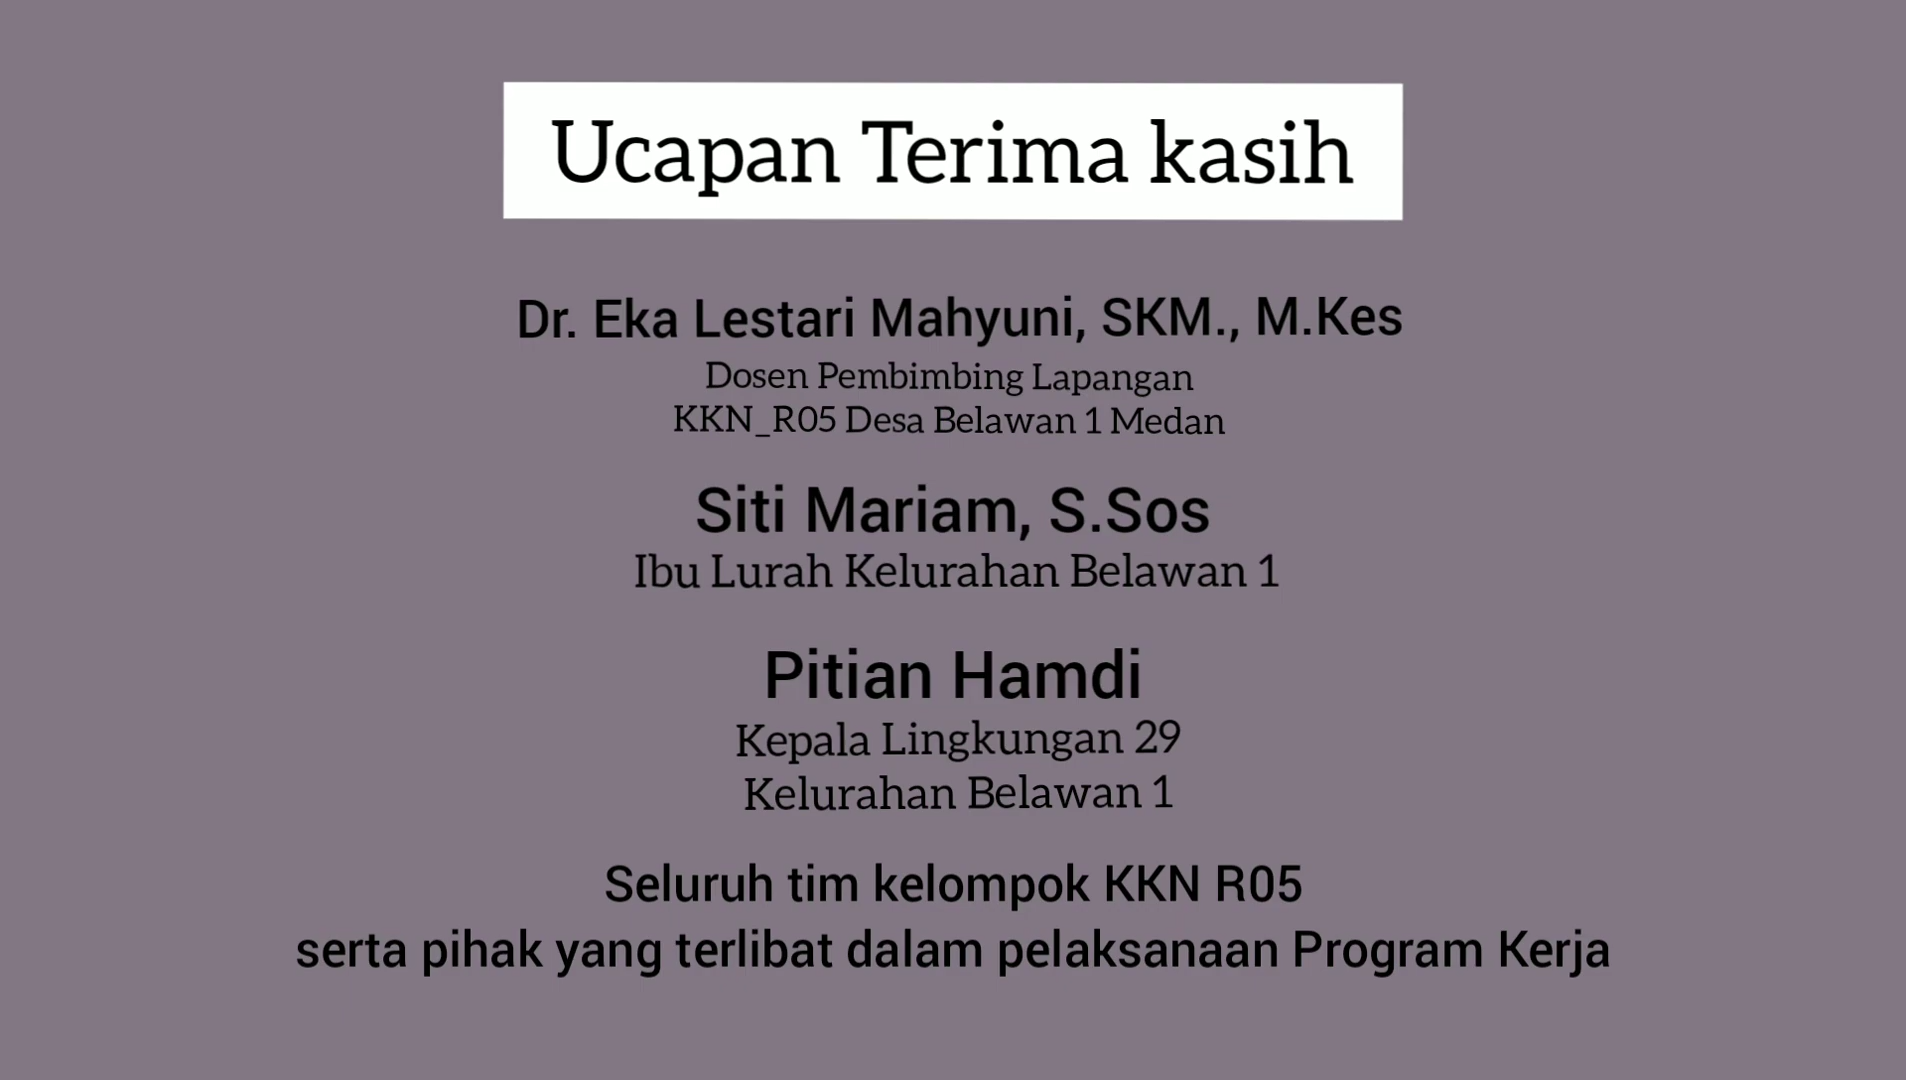 Ucapan Terima kasih
Dr. Eka Lestari Mahyuni, SKM., M.Kes
Dosen Pembimbing Lapangan
KKN_R05 Desa Belawan 1 Medan
Siti Mariam, S.Sos
Ibu Lurah Kelurahan Belawan 1
Pitian Hamdi
Kepala Lingkungan 29
Kelurahan Belawan 1
Seluruh tim kelompok KKN R05
serta pihak yang terlibat dalam pelaksanaan Program Kerja